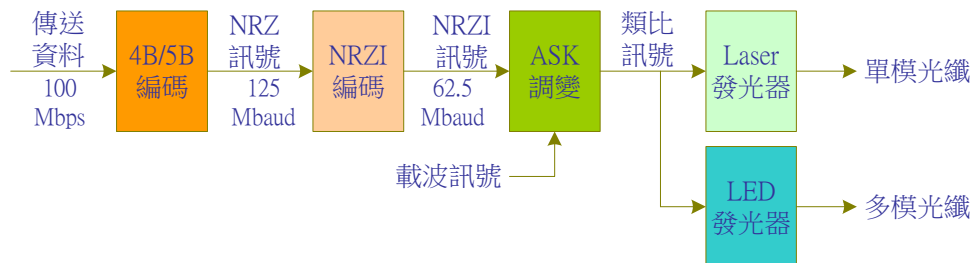 傳送
資料
100
Mbps
4B/5B
編碼
NRZ
訊號
125
Mbaud
NRZI
編碼
NRZI
訊號
62.5
Mbaud
ASK
調變
載波訊號
類比
訊號
Laser
發光器
單模光纖
LED
發光器
多模光纖